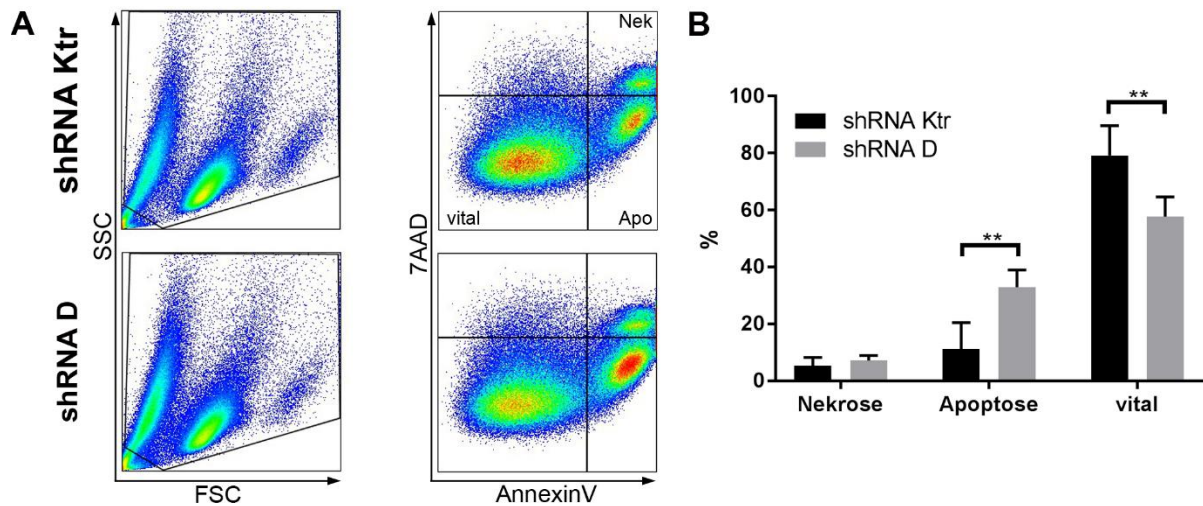 A
shRNA Ktr
shRNA D
SSC
FSC
7AAD
AnnexinV
Nek
vital
Apo
B
shRNA Ktr
shRNA D
%
100
80
60
40
20
0
**
**
Nekrose
Apoptose
vital